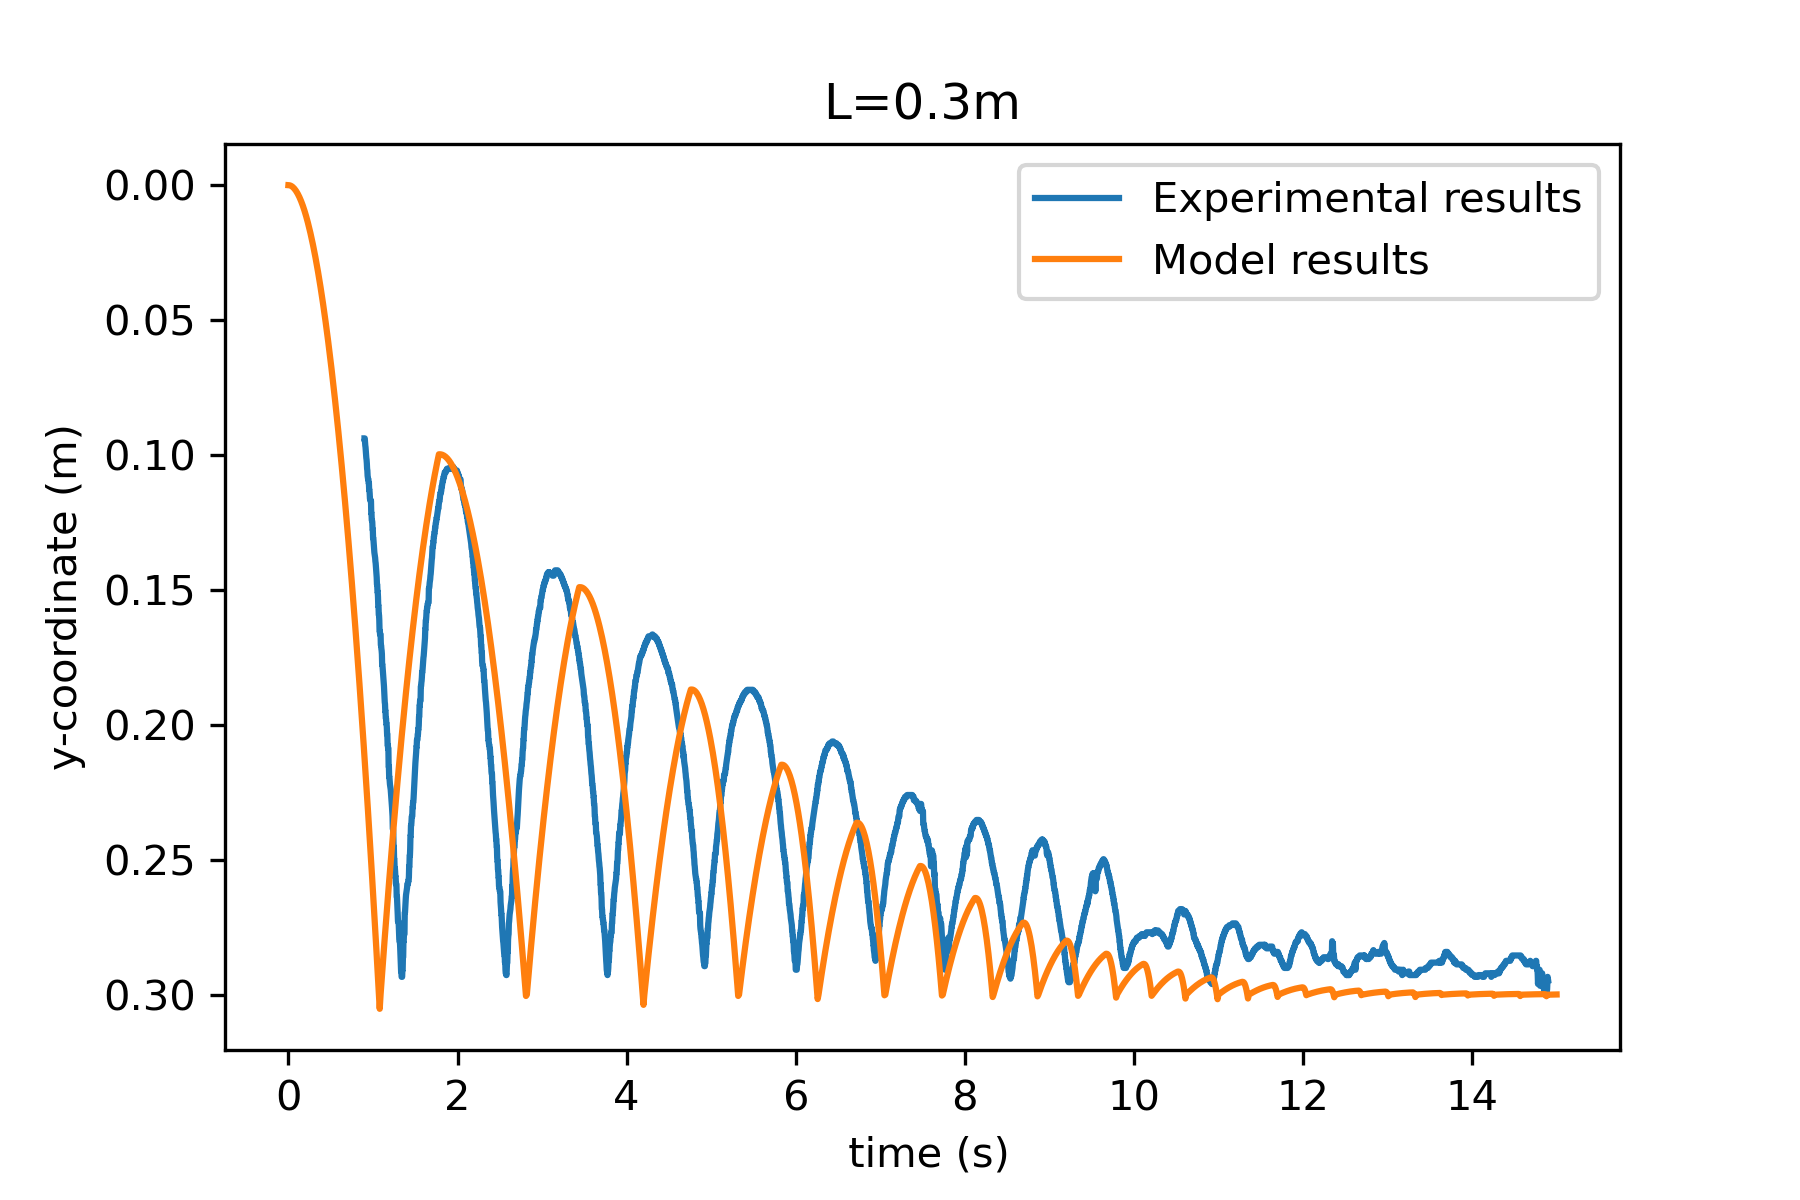 L=0.3m
Experimental results
Model results
0.00
0.05
0.10
0.15
0.20
0.25
0.30
y-coordinate (m)
0 2 4 6 8 10 12 14
time (s)